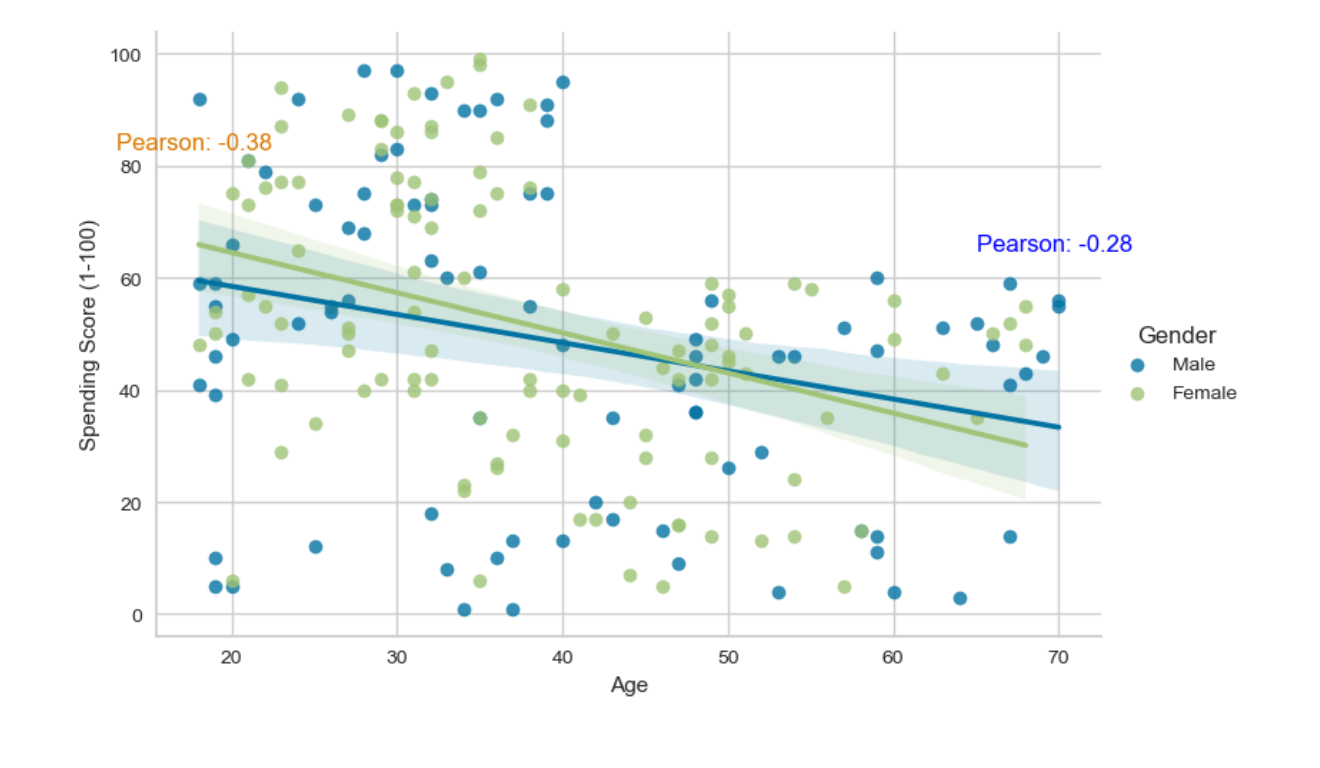 100
Pearson: -0.38
80
Pearson: -0.28
60
40
20
0
Spending Score (1-100)
20 30 40 50 60 70
Age
Gender
Male
Female